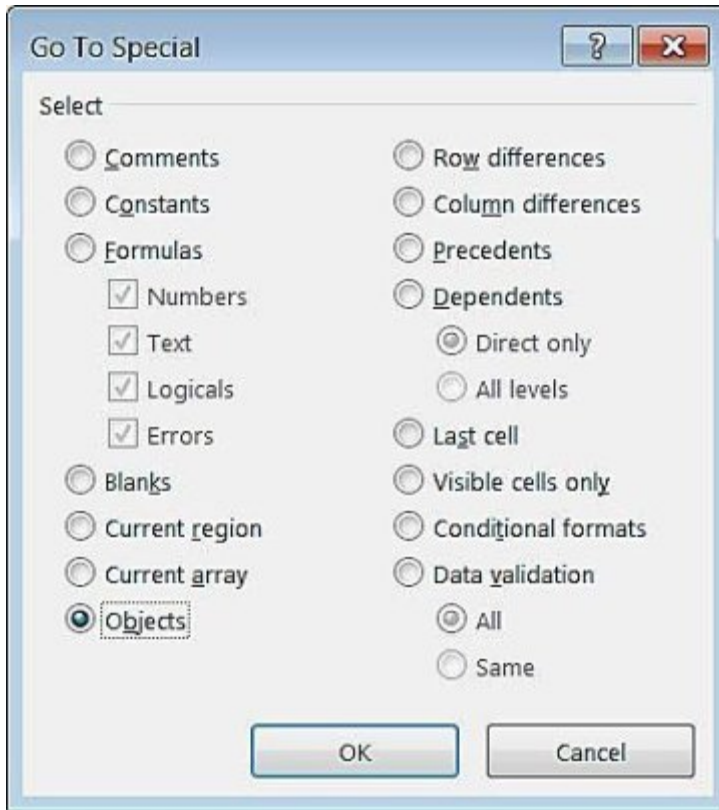 Go To Special
?
Select
Comments
Constants
Formulas
Numbers
Text
Logicals
Errors
Blanks
Current region
Current array
Objects
Row differences
Column differences
Precedents
Dependents
Direct only
All levels
Last cell
Visible cells only
Conditional formats
Data validation
All
Same
OK
Cancel